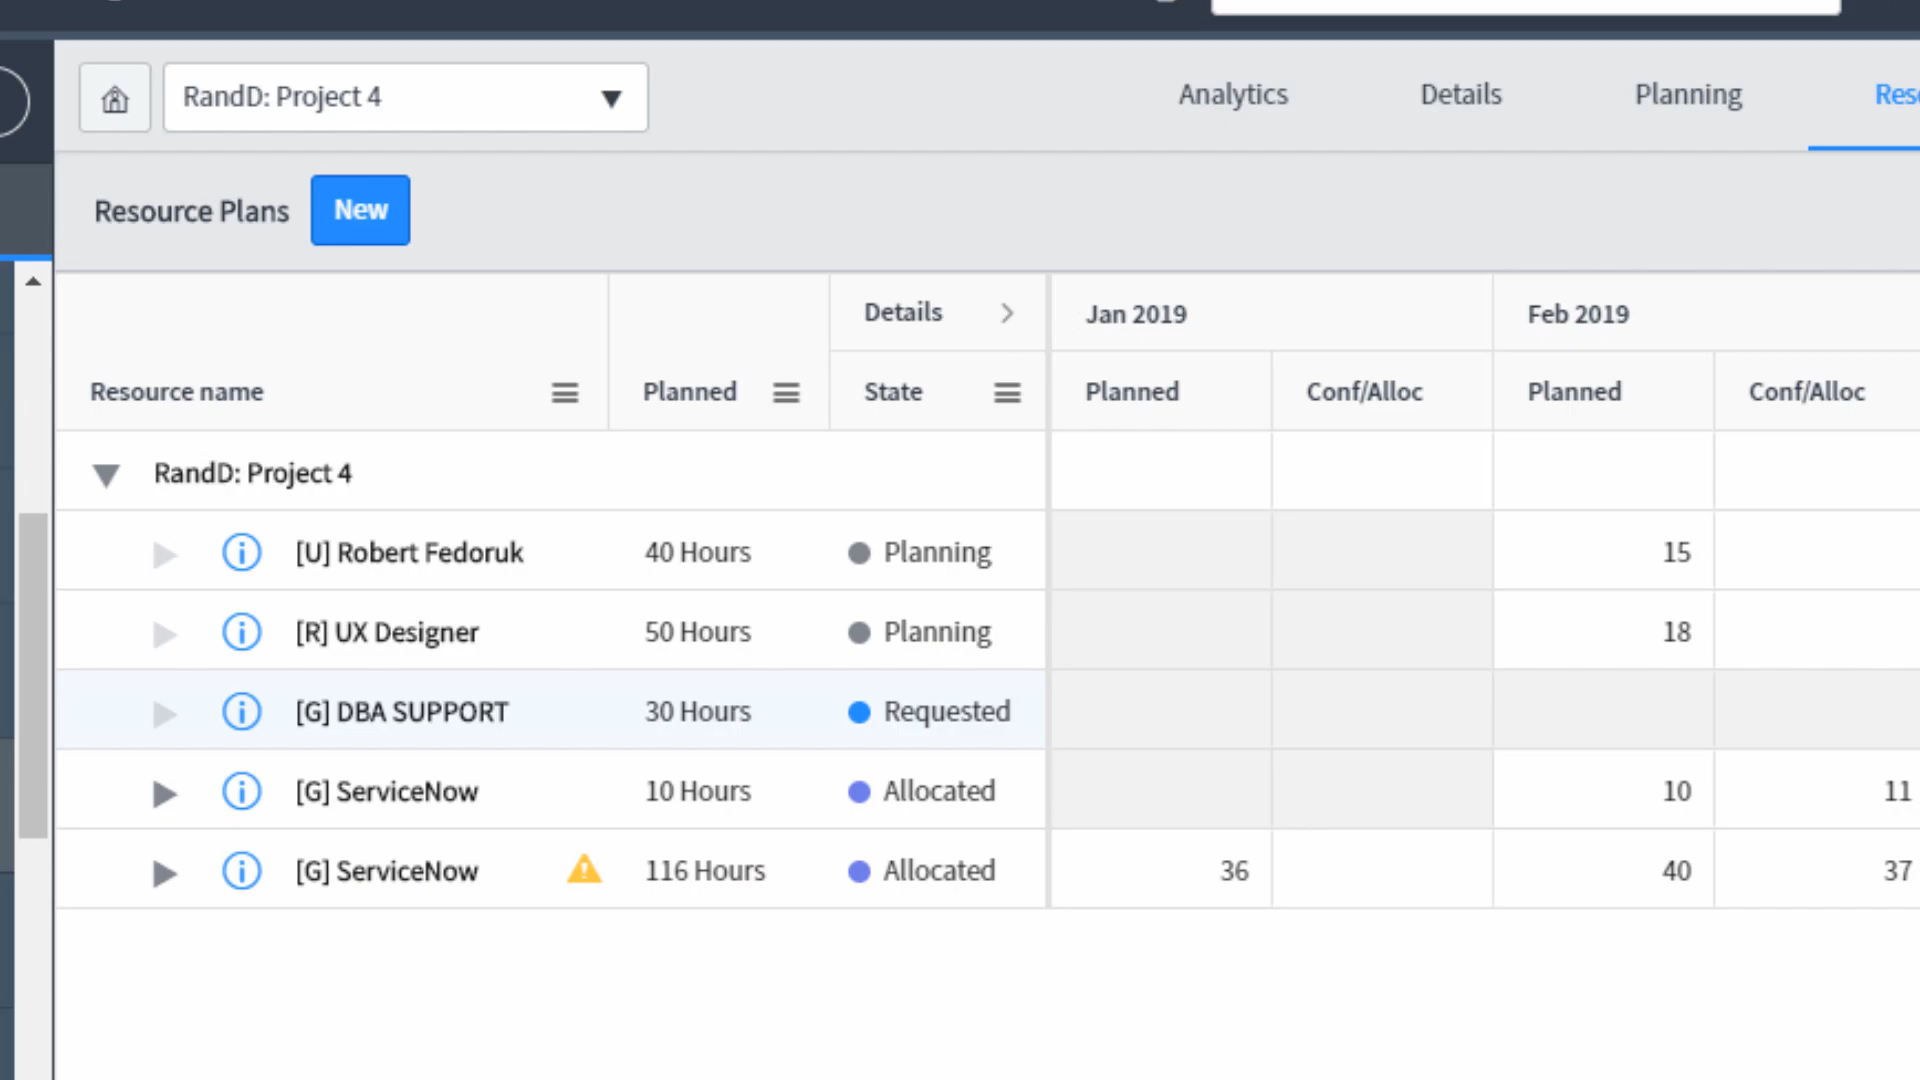 RandD: Project 4
Analytics Details Planning
Resource Plans New
Details Jan 2019 Feb 2019
Resource name Planned State Planned Conf/Alloc Planned Conf/Alloc
RandD: Project 4
[U] Robert Fedoruk 40 Hours Planning 15
[R] UX Designer 50 Hours Planning 18
[G] DBA SUPPORT 30 Hours Requested
[G] ServiceNow 10 Hours Allocated 10 11
[G] ServiceNow 116 Hours Allocated 36 40 37